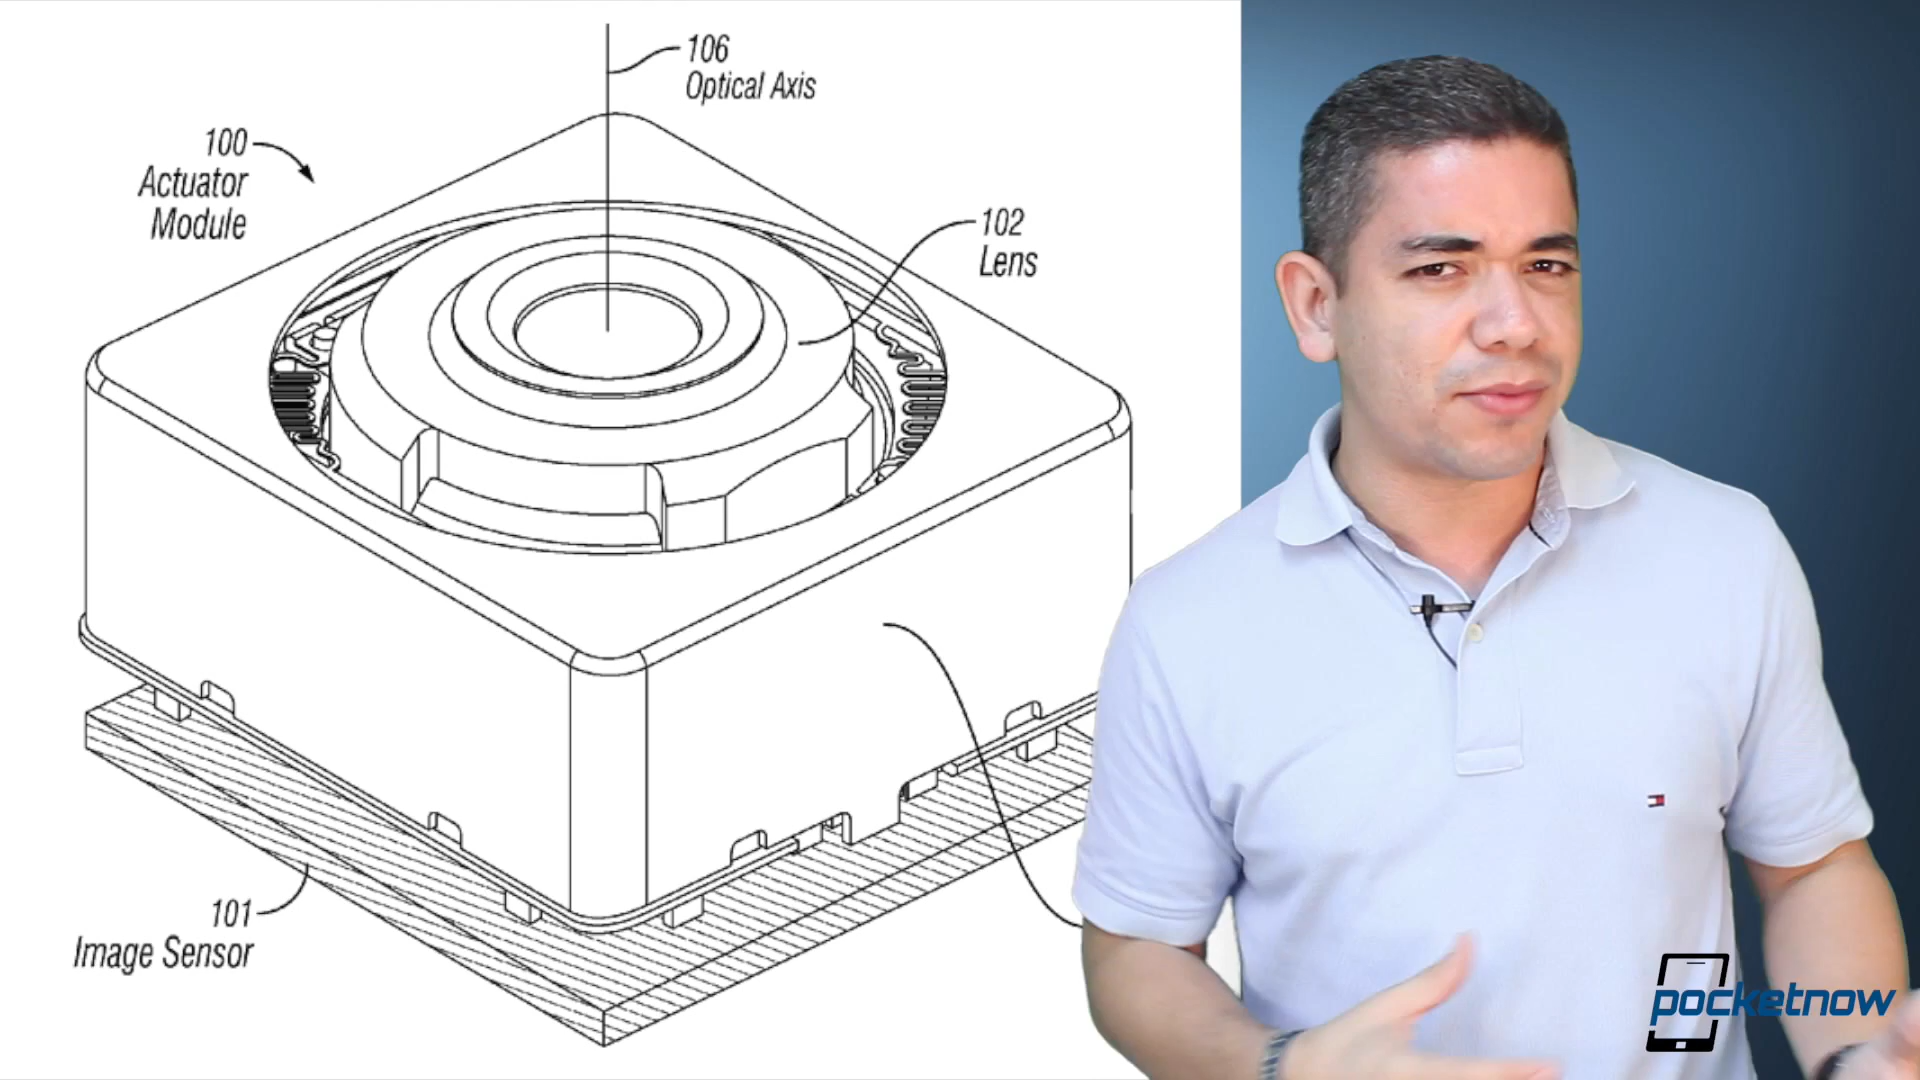 106
Optical Axis
100
Actuator
Module
102
Lens
101
Image Sensor
pocketnow